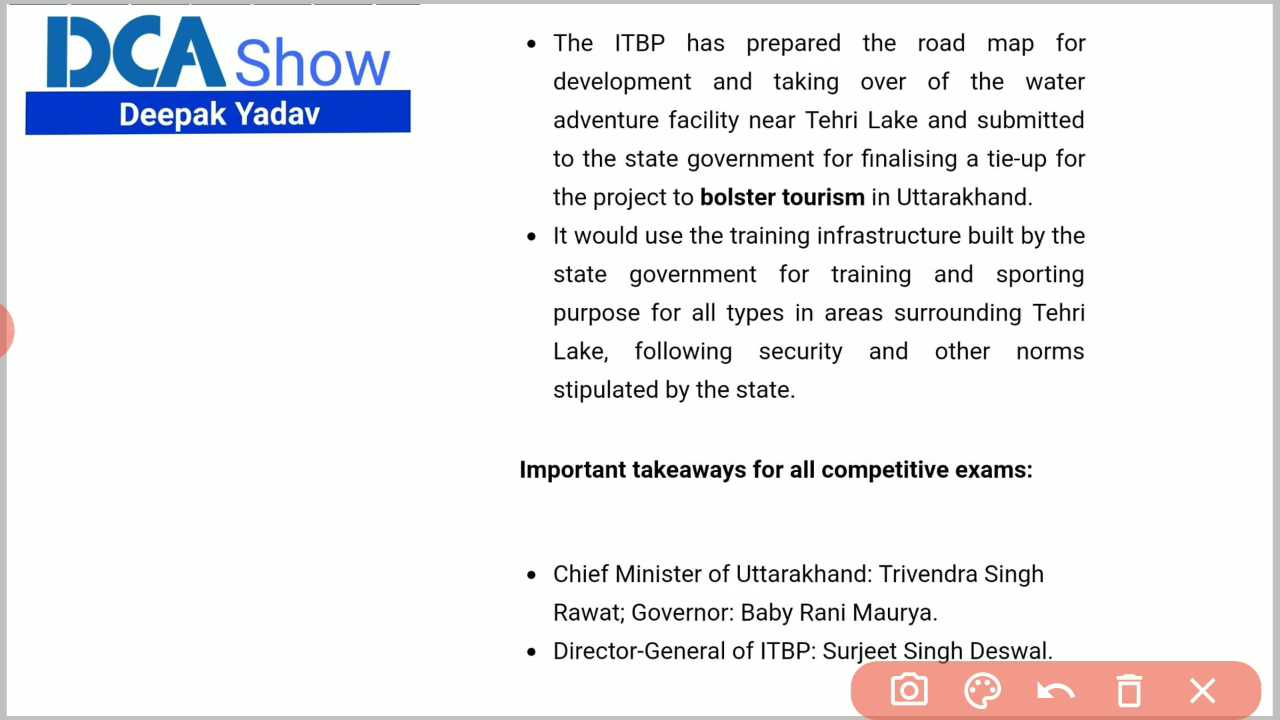 DCA Show
Deepak Yadav
• The ITBP has prepared the road map for
development and taking over of the water
adventure facility near Tehri Lake and submitted
to the state government for finalising a tie-up for
the project to bolster tourism in Uttarakhand.
• It would use the training infrastructure built by the
state government for training and sporting
purpose for all types in areas surrounding Tehri
Lake, following security and other norms
stipulated by the state.
Important takeaways for all competitive exams:
• Chief Minister of Uttarakhand: Trivendra Singh
Rawat; Governor: Baby Rani Maurya.
• Director-General of ITBP: Surjeet Singh Deswal.